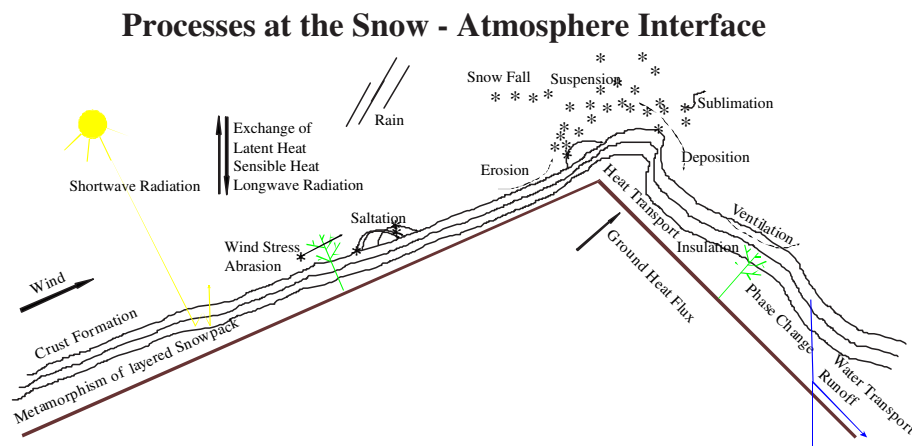 Processes at the Snow - Atmosphere Interface
Snow Fall
Suspension
Sublimation
Rain
Exchange of
Latent Heat
Sensible Heat
Longwave Radiation
Shortwave Radiation
Erosion
Deposition
Heat Transport
Saltation
Ventilation
Wind Stress
Abrasion
Insulation
Ground Heat Flux
Wind
Phase Change
Crust Formation
Metamorphism of layered Snowpack
Water Transport
Runoff